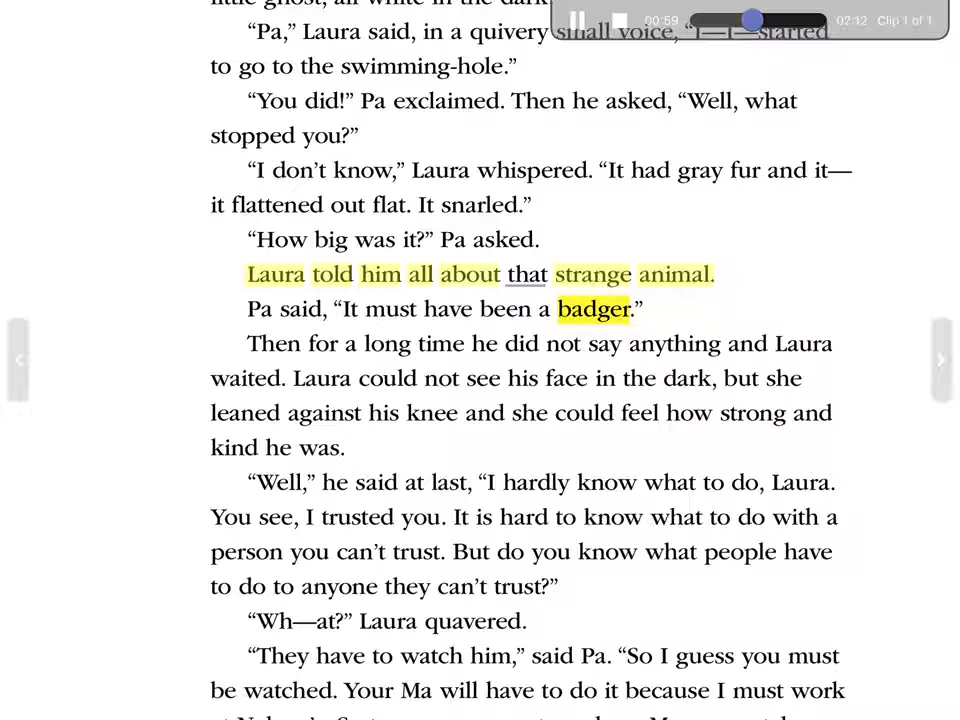 little ghost, all white in the dark.
00:59 02:12 Clip 1 of 1
“Pa,” Laura said, in a quivery small voice, “I—I—started
to go to the swimming-hole.”
“You did!” Pa exclaimed. Then he asked, “Well, what
stopped you?”
“I don’t know,” Laura whispered. “It had gray fur and it—
it flattened out flat. It snarled.”
“How big was it?” Pa asked.
Laura told him all about that strange animal.
Pa said, “It must have been a badger.”
Then for a long time he did not say anything and Laura
waited. Laura could not see his face in the dark, but she
leaned against his knee and she could feel how strong and
kind he was.
“Well,” he said at last, “I hardly know what to do, Laura.
You see, I trusted you. It is hard to know what to do with a
person you can’t trust. But do you know what people have
to do to anyone they can’t trust?”
“Wh—at?” Laura quavered.
“They have to watch him,” said Pa. “So I guess you must
be watched. Your Ma will have to do it because I must work